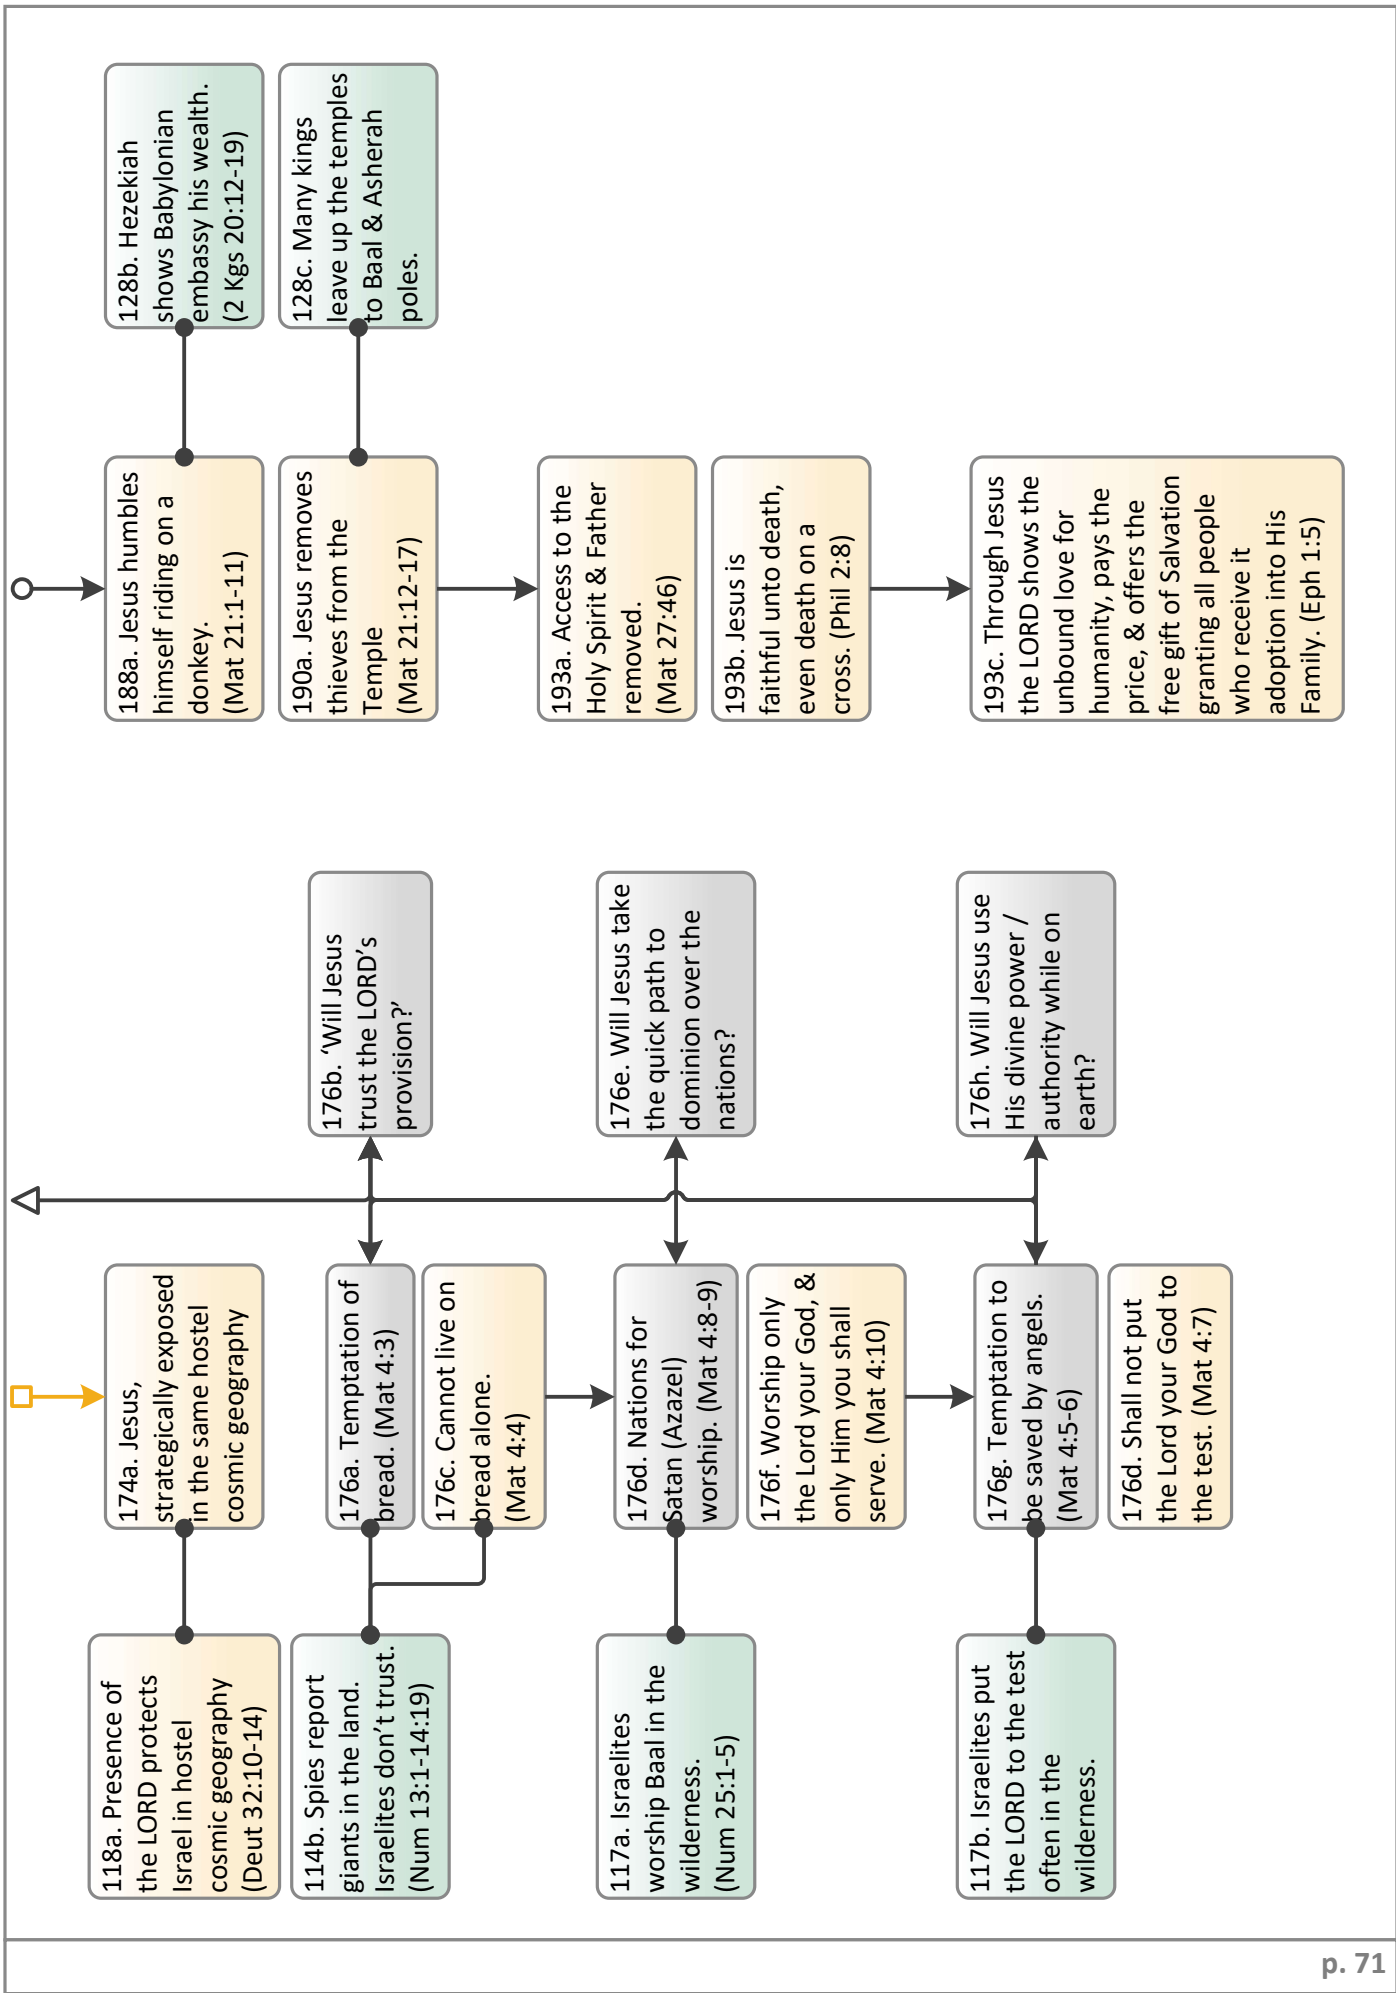 118a. Presence of
the LORD protects
Israel in hostel
cosmic geography
(Deut 32:10-14)
174a. Jesus,
strategically exposed
in the same hostel
cosmic geography
188a. Jesus humbles
himself riding on a
donkey.
(Mat 21:1-11)
128b. Hezekiah
shows Babylonian
embassy his wealth.
(2 Kgs 20:12-19)
114b. Spies report
giants in the land.
Israelites don't trust.
(Num 13:1-14:19)
176a. Temptation of
bread. (Mat 4:3)
176b. ‘Will Jesus
trust the LORD’s
provision?’
176c. Cannot live on
bread alone.
(Mat 4:4)
190a. Jesus removes
thieves from the
Temple
(Mat 21:12-17)
128c. Many kings
leave up the temples
to Baal & Asherah
poles.
117a. Israelites
worship Baal in the
wilderness.
(Num 25:1-5)
176d. Nations for
Satan (Azazel)
worship. (Mat 4:8-9)
176e. Will Jesus take
the quick path to
dominion over the
nations?
193a. Access to the
Holy Spirit & Father
removed.
(Mat 27:46)
176f. Worship only
the Lord your God, &
only Him you shall
serve. (Mat 4:10)
193b. Jesus is
faithful unto death,
even death on a
cross. (Phil 2:8)
117b. Israelites put
the LORD to the test
often in the
wilderness.
176g. Temptation to
be saved by angels.
(Mat 4:5-6)
176h. Will Jesus use
His divine power /
authority while on
earth?
176d. Shall not put
the Lord your God to
the test. (Mat 4:7)
193c. Through Jesus
the LORD shows the
unbound love for
humanity, pays the
price, & offers the
free gift of Salvation
granting all people
who receive it
adoption into His
Family. (Eph 1:5)
p. 71